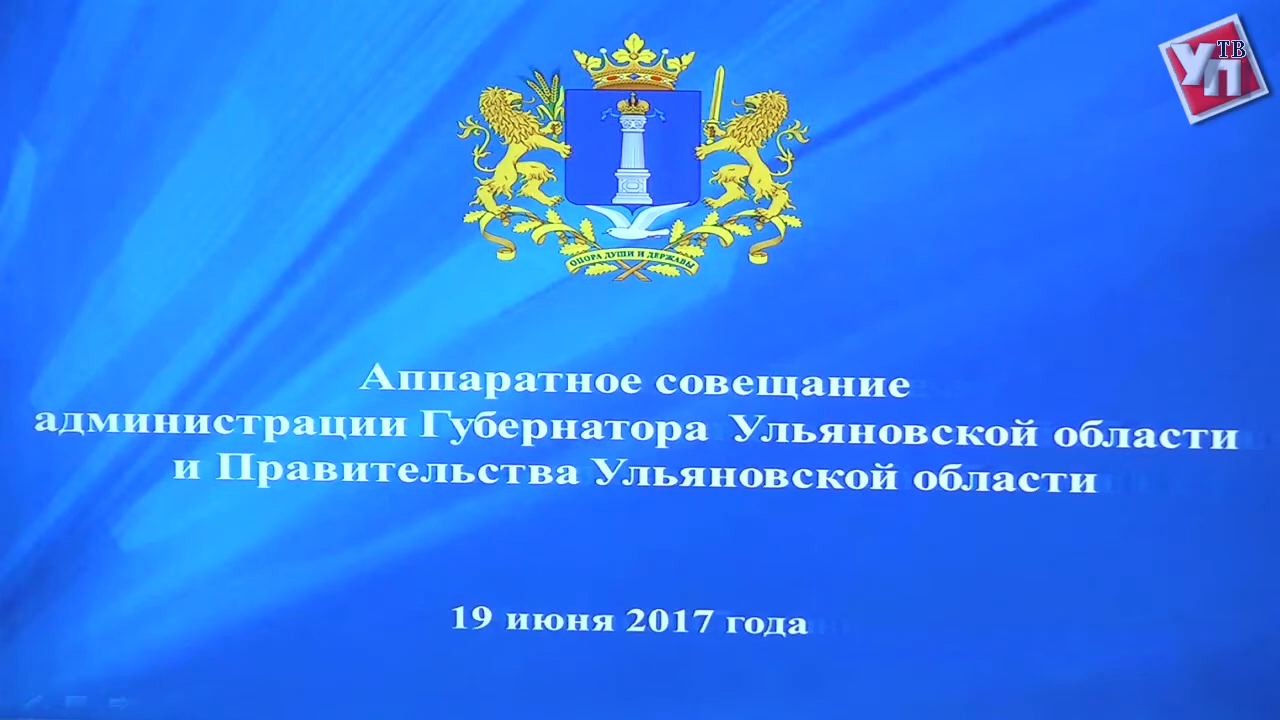 УП ТВ
ОПОРА ДУШИ И ДЕРЖАВЫ
Аппаратное совещание
администрации Губернатора Ульяновской области
и Правительства Ульяновской области
19 июня 2017 года